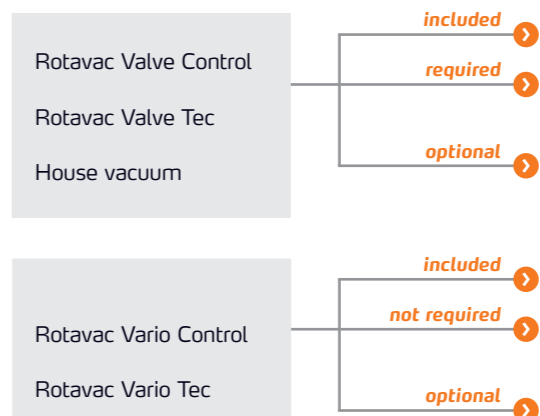 included
Rotavac Valve Control
required
Rotavac Valve Tec
optional
House vacuum
included
not required
Rotavac Vario Control
Rotavac Vario Tec
optional